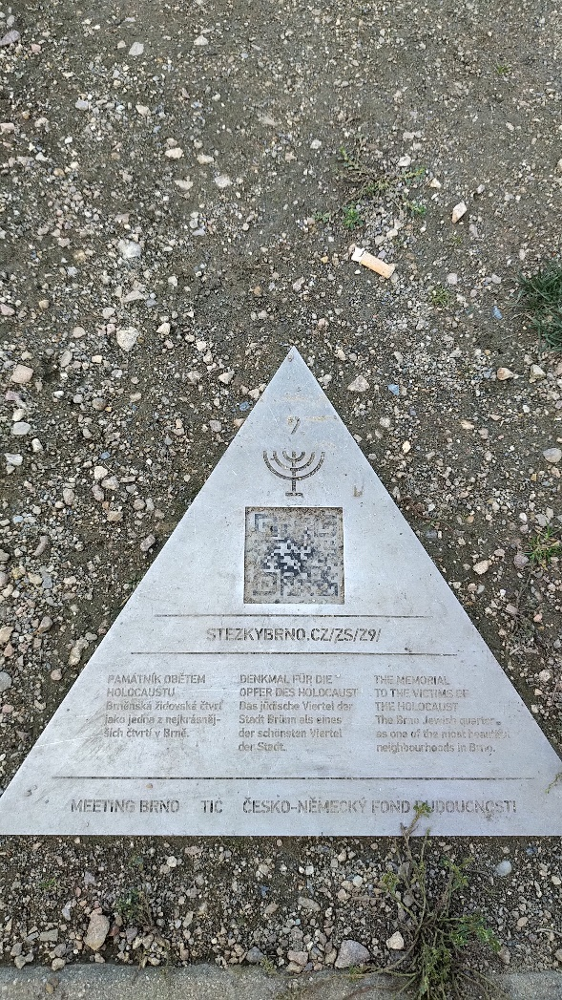 9
STEZKYBRNO.CZ/ZS/Z9/
PAMÁTNÍK OBĚTEM
HOLOCAUSTU
Brněnská židovská čtvrť
jako jedna z nejkrásněj-
ších čtvrtí v Brně.
DENKMAL FÜR DIE
OPFER DES HOLOCAUST
Das jüdische Viertel der
Stadt Brünn als eines
der schönsten Viertel
der Stadt.
THE MEMORIAL
TO THE VICTIMS OF
THE HOLOCAUST
The Brno Jewish quarter
as one of the most beautiful
neighbourhoods in Brno.
MEETING BRNO TIC ČESKO-NĚMECKÝ FOND BUDOUCNOSTI